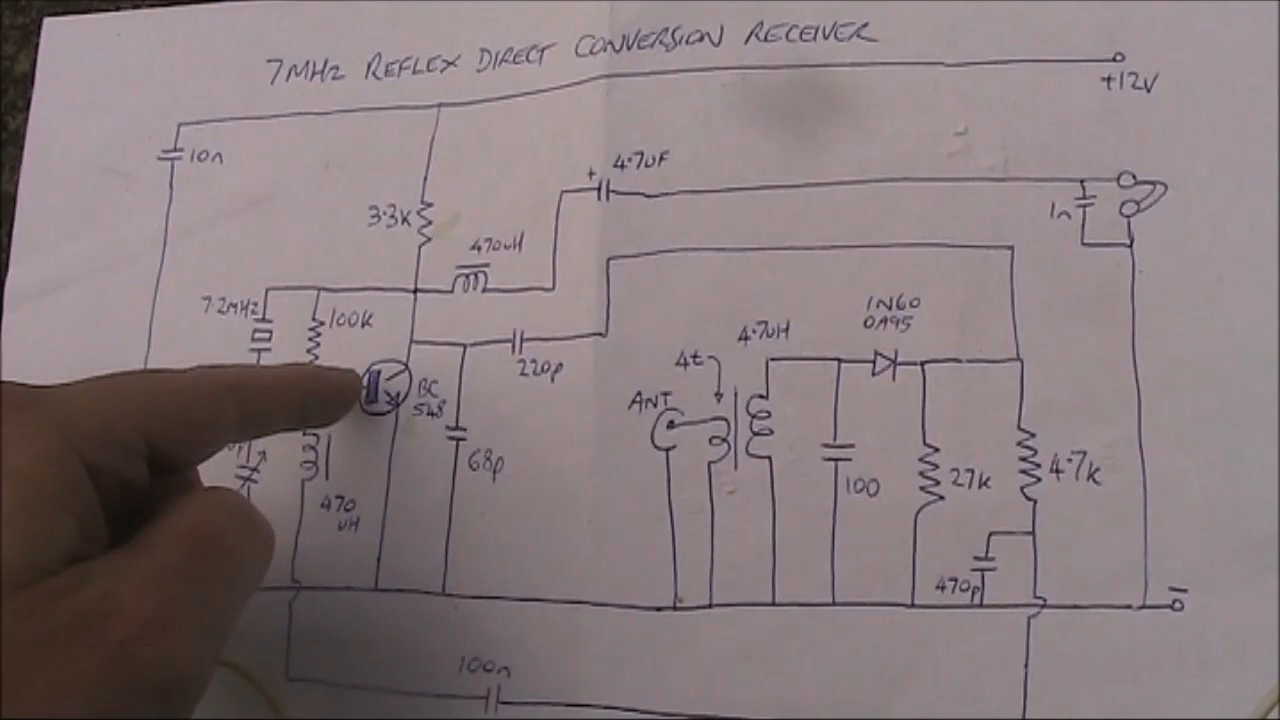 7MHz REFLEX DIRECT CONVERSION RECEIVER
+12V
10n
4.7uF
+
3.3K
1n
470uH
7.2MHz
100K
1N60
OA95
4.7uH
220p
4t
BC
548
ANT
68p
100
27k
4.7k
470
uH
470p
-
100n